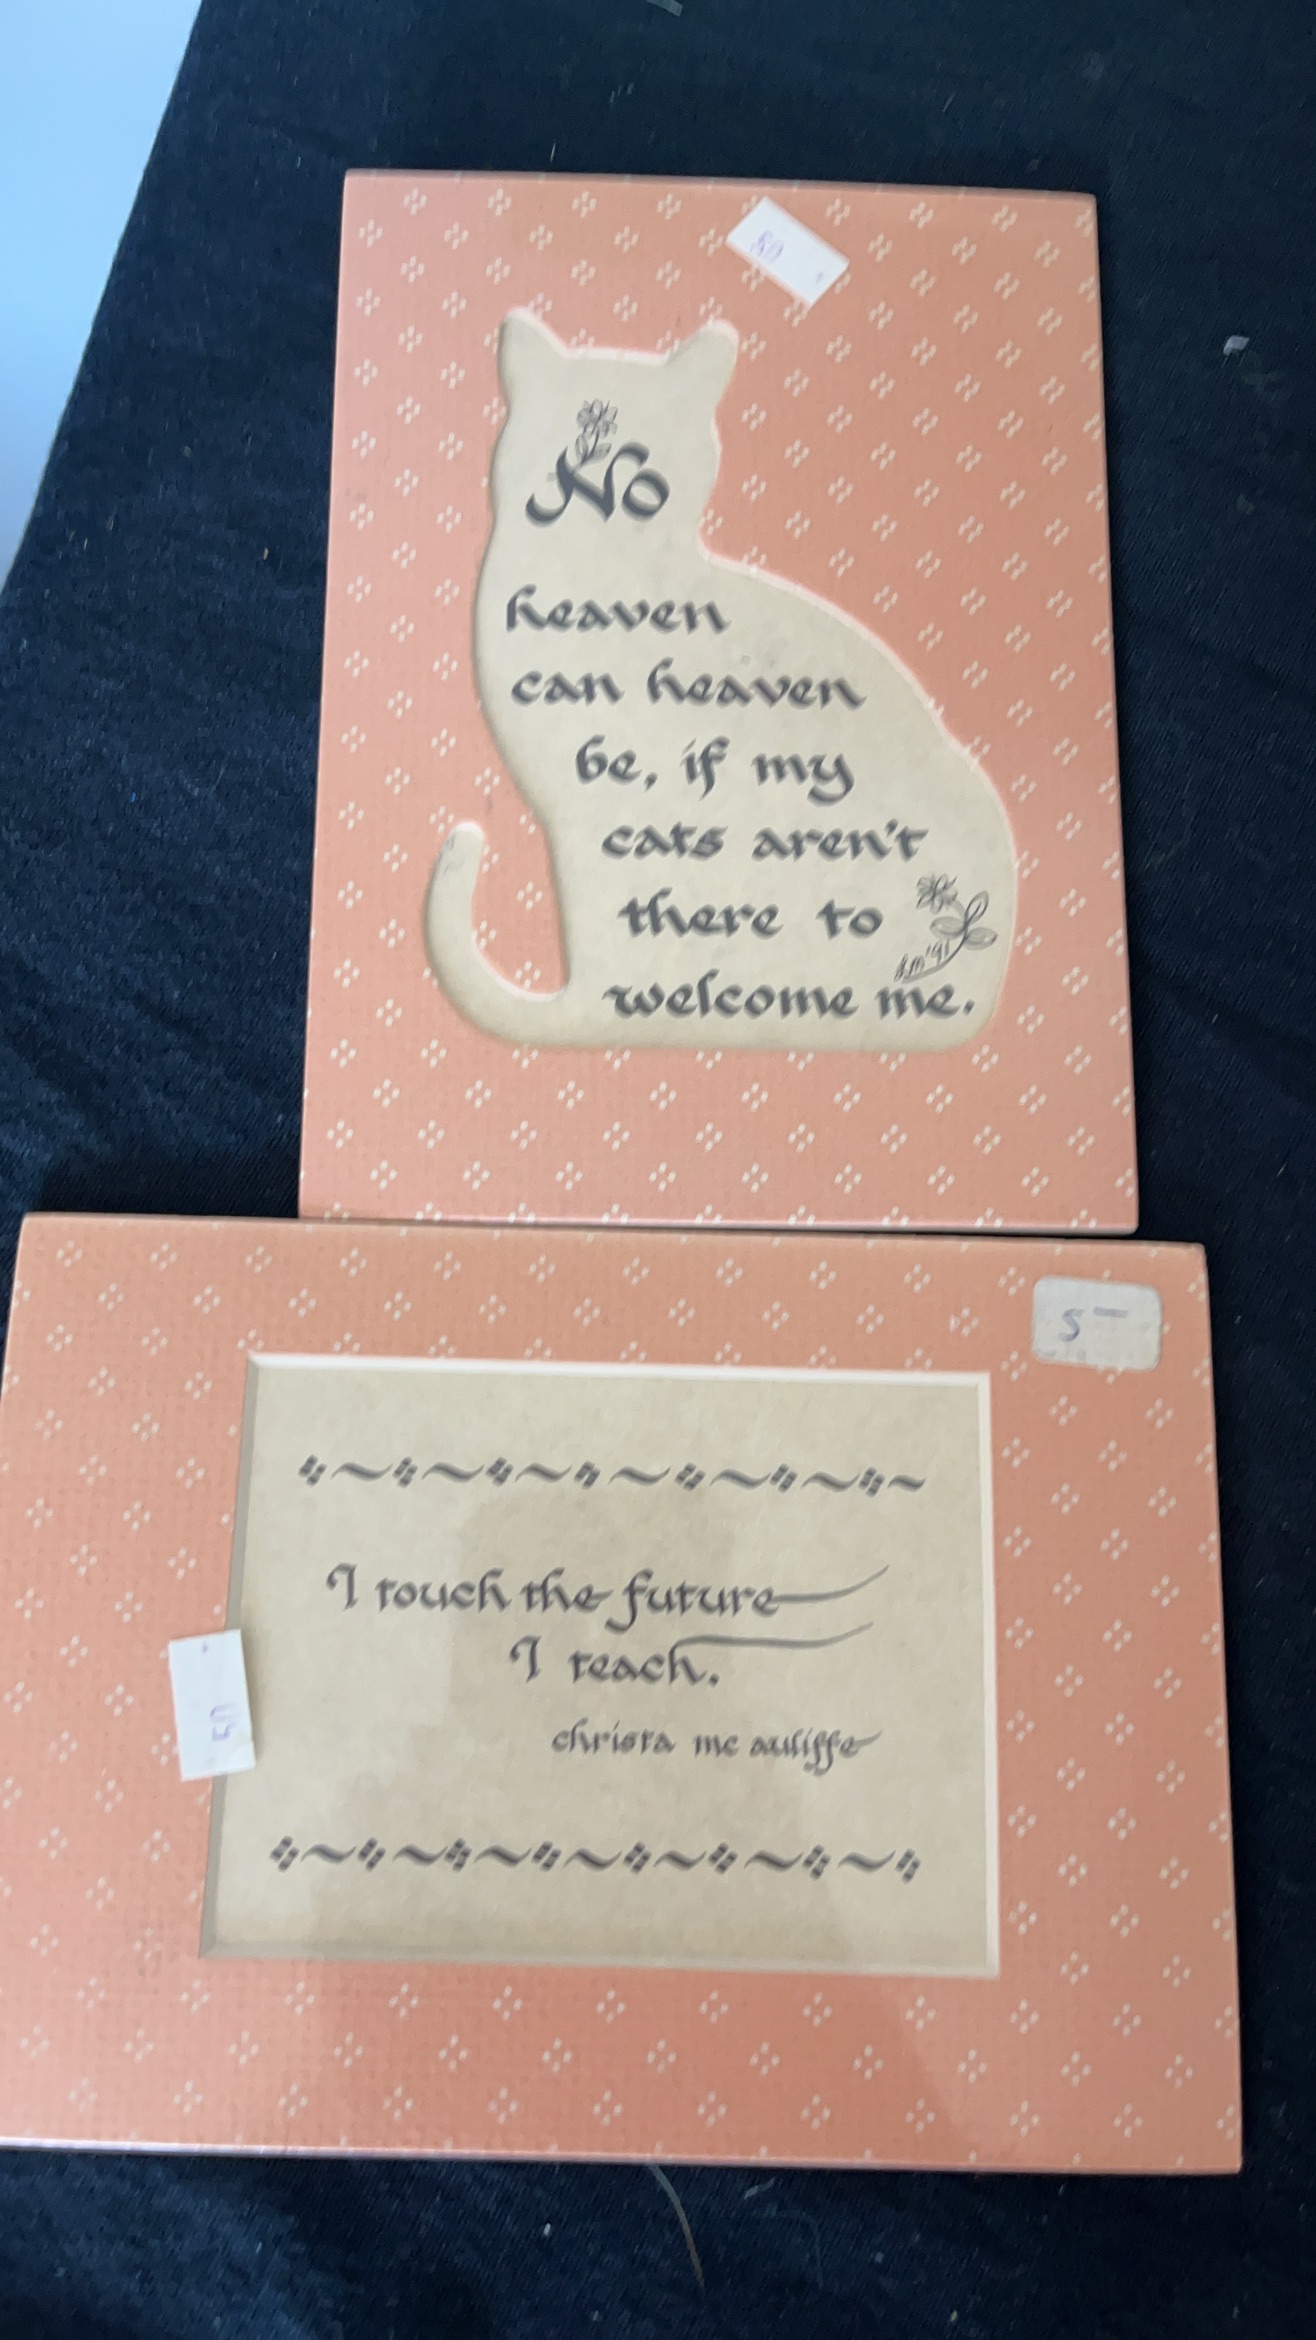 No
heaven
can heaven
be, if my
cats aren't
there to
welcome me.
5-
I touch the future
I teach.
christa mc auliffe